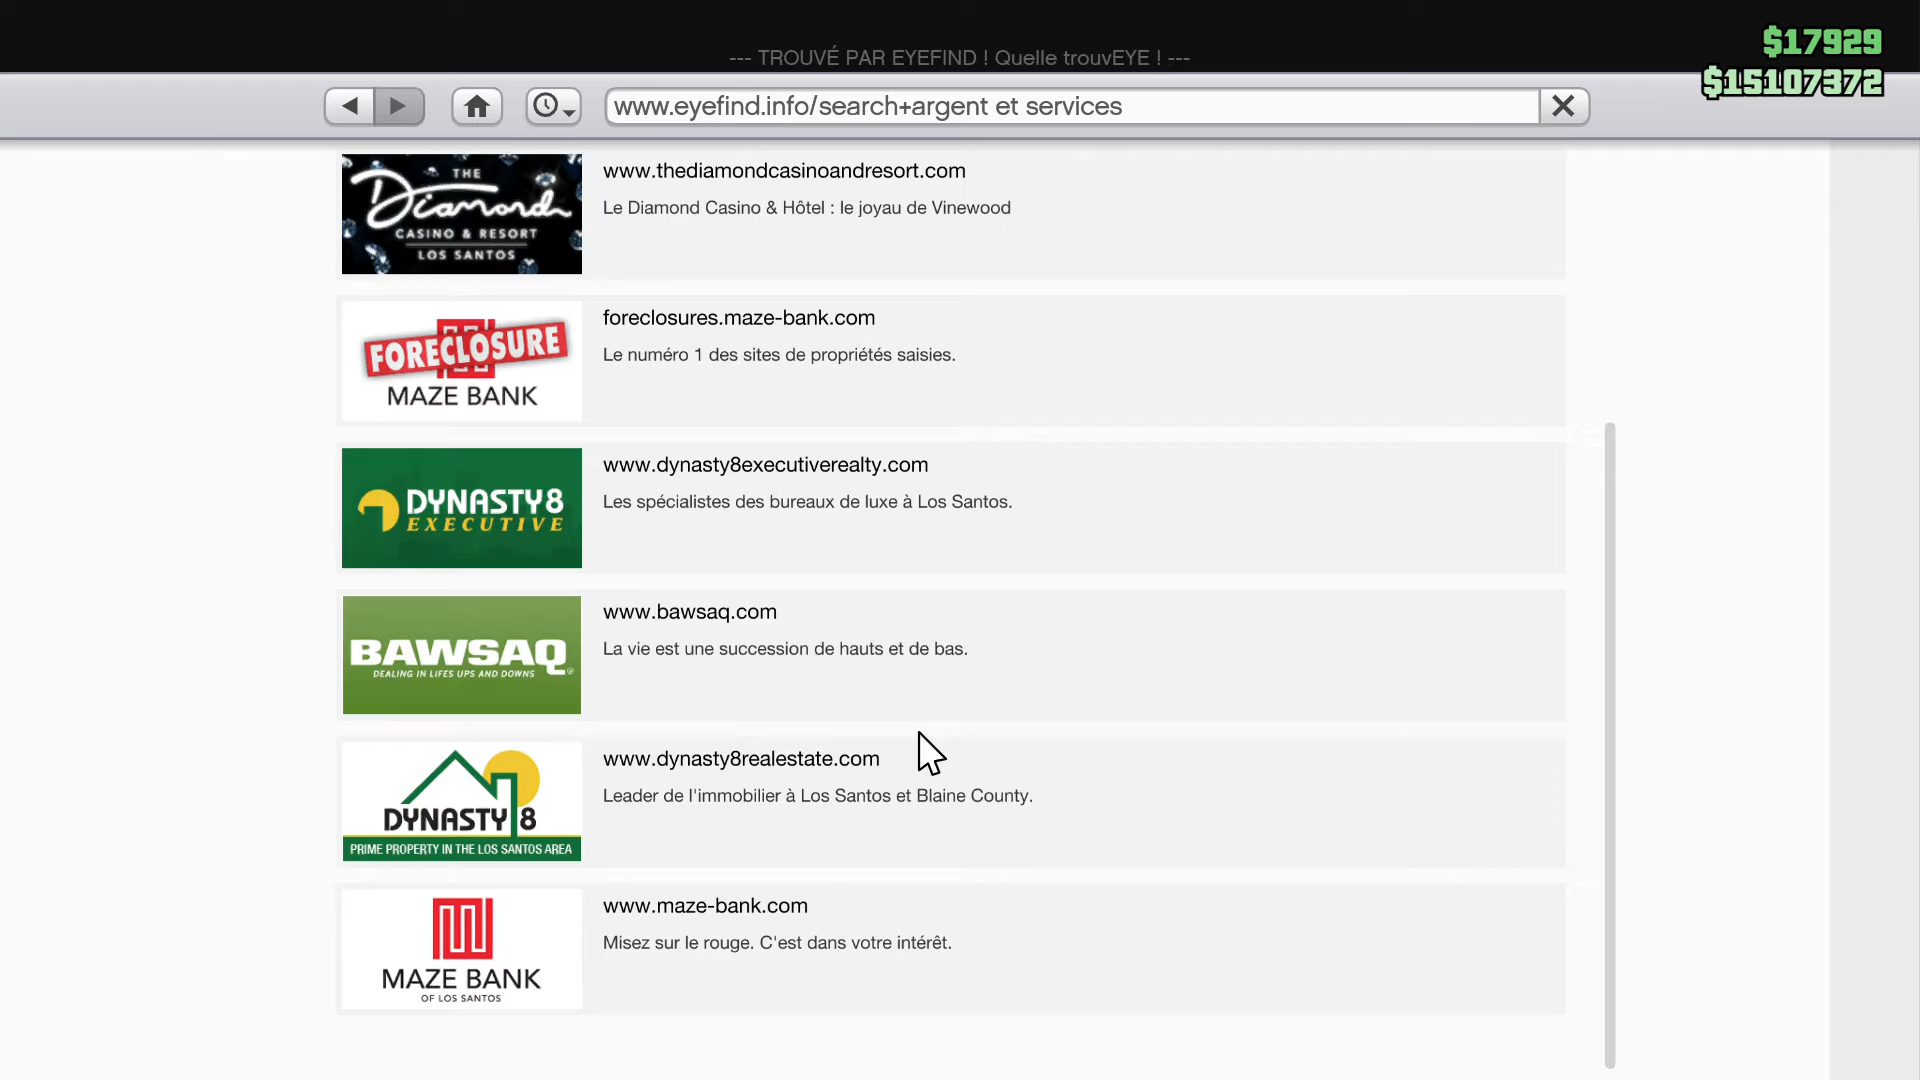 $17929
--- TROUVÉ PAR EYEFIND ! Quelle trouvEYE ! ---
$15107372
www.eyefind.info/search+argent et services
THE
Diamond
CASINO & RESORT
LOS SANTOS
www.thediamondcasinoandresort.com
Le Diamond Casino & Hôtel : le joyau de Vinewood
FORECLOSURE
MAZE BANK
foreclosures.maze-bank.com
Le numéro 1 des sites de propriétés saisies.
DYNASTY8
EXECUTIVE
www.dynasty8executiverealty.com
Les spécialistes des bureaux de luxe à Los Santos.
BAWSAQ
DEALING IN LIFES UPS AND DOWNS
www.bawsaq.com
La vie est une succession de hauts et de bas.
DYNASTY 8
PRIME PROPERTY IN THE LOS SANTOS AREA
www.dynasty8realestate.com
Leader de l'immobilier à Los Santos et Blaine County.
MAZE BANK
OF LOS SANTOS
www.maze-bank.com
Misez sur le rouge. C'est dans votre intérêt.